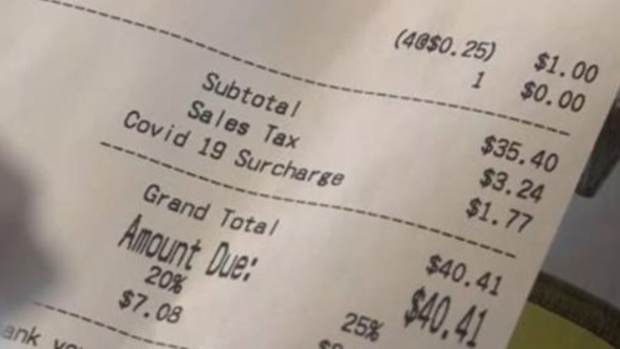 (4@$0.25) $1.00
1 $0.00
Subtotal $35.40
Sales Tax $3.24
Covid 19 Surcharge $1.77
Grand Total $40.41
Amount Due: $40.41
20% 25%
$7.08